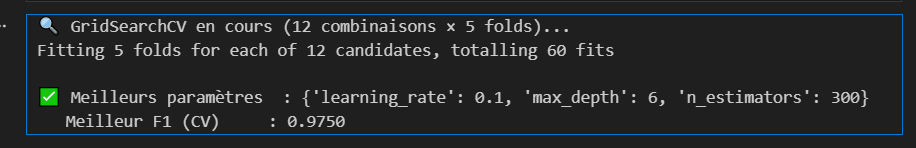 🔍 GridSearchCV en cours (12 combinaisons × 5 folds)...
Fitting 5 folds for each of 12 candidates, totalling 60 fits
✅ Meilleurs paramètres : {'learning_rate': 0.1, 'max_depth': 6, 'n_estimators': 300}
Meilleur F1 (CV) : 0.9750